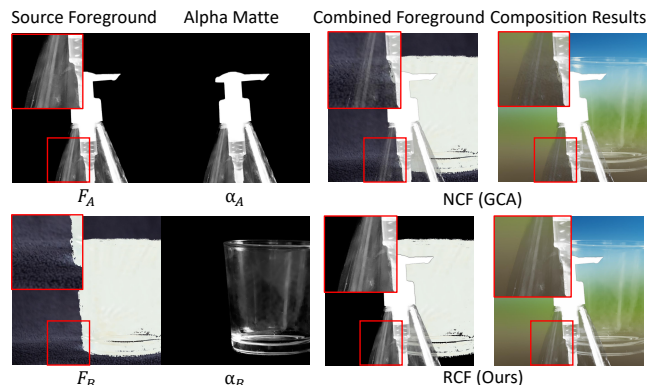 Source Foreground Alpha Matte Combined Foreground Composition Results
F_A α_A NCF (GCA)
F_B α_B RCF (Ours)